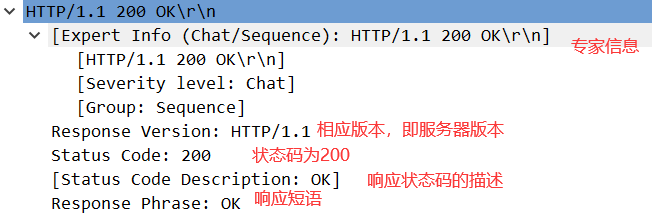 HTTP/1.1 200 OK\r\n
[Expert Info (Chat/Sequence): HTTP/1.1 200 OK\r\n] 专家信息
[HTTP/1.1 200 OK\r\n]
[Severity level: Chat]
[Group: Sequence]
Response Version: HTTP/1.1 相应版本，即服务器版本
Status Code: 200 状态码为200
[Status Code Description: OK] 响应状态码的描述
Response Phrase: OK 响应短语